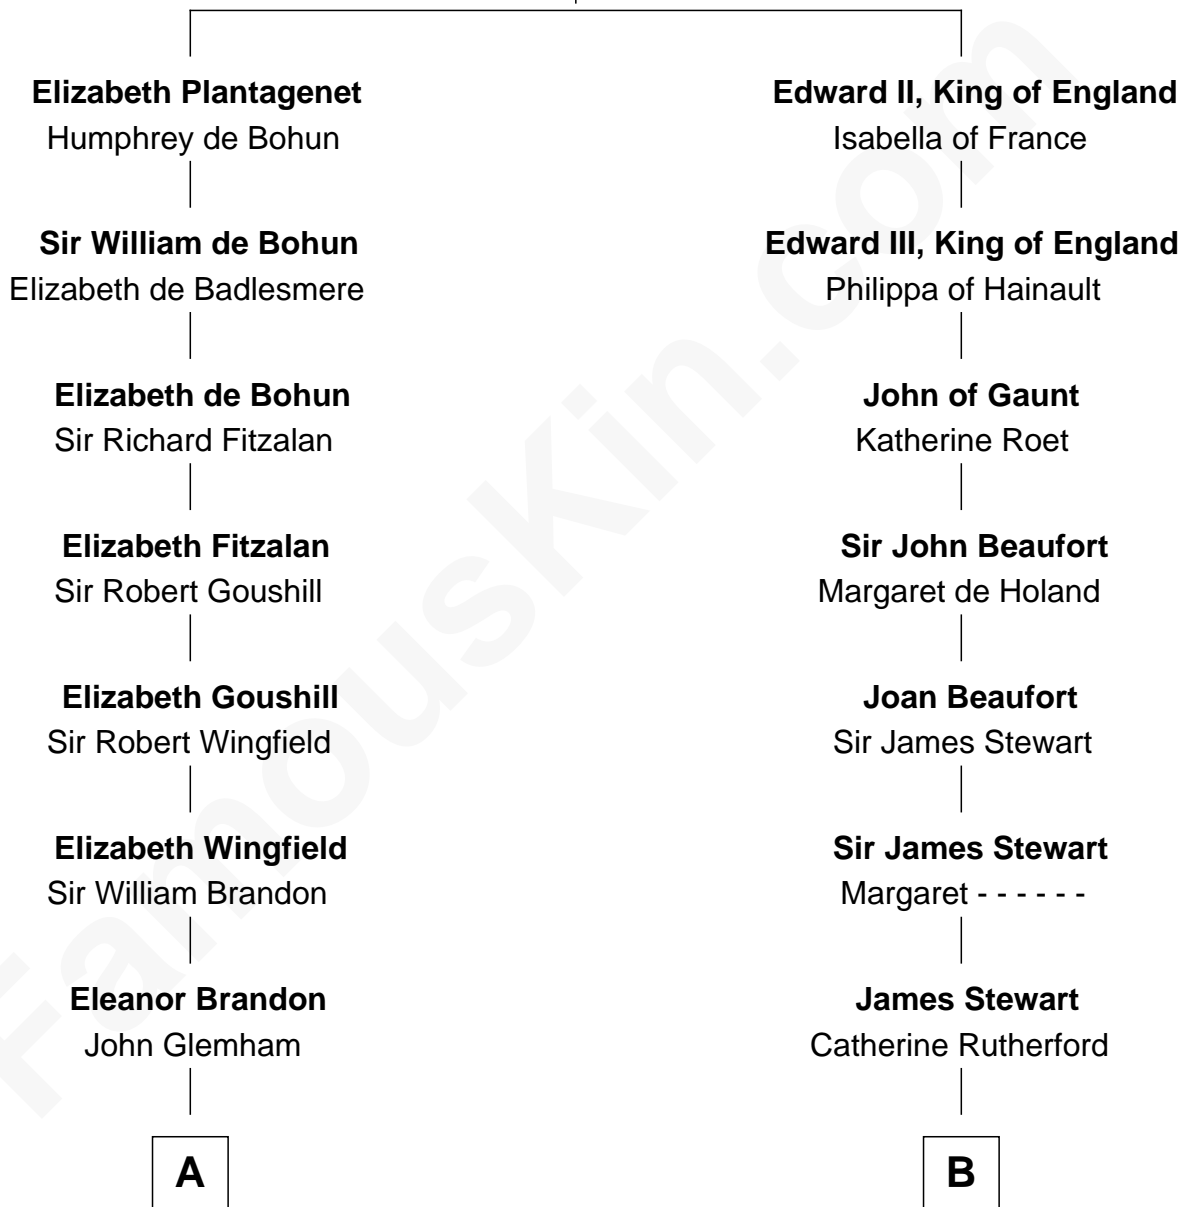 Elizabeth Plantagenet
Humphrey de Bohun
Sir William de Bohun
Elizabeth de Badlesmere
Elizabeth de Bohun
Sir Richard Fitzalan
Elizabeth Fitzalan
Sir Robert Goushill
Elizabeth Goushill
Sir Robert Wingfield
Elizabeth Wingfield
Sir William Brandon
Eleanor Brandon
John Glemham
A
Edward II, King of England
Isabella of France
Edward III, King of England
Philippa of Hainault
John of Gaunt
Katherine Roet
Sir John Beaufort
Margaret de Holand
Joan Beaufort
Sir James Stewart
Sir James Stewart
Margaret - - - - - -
James Stewart
Catherine Rutherford
B
FamousKin.com